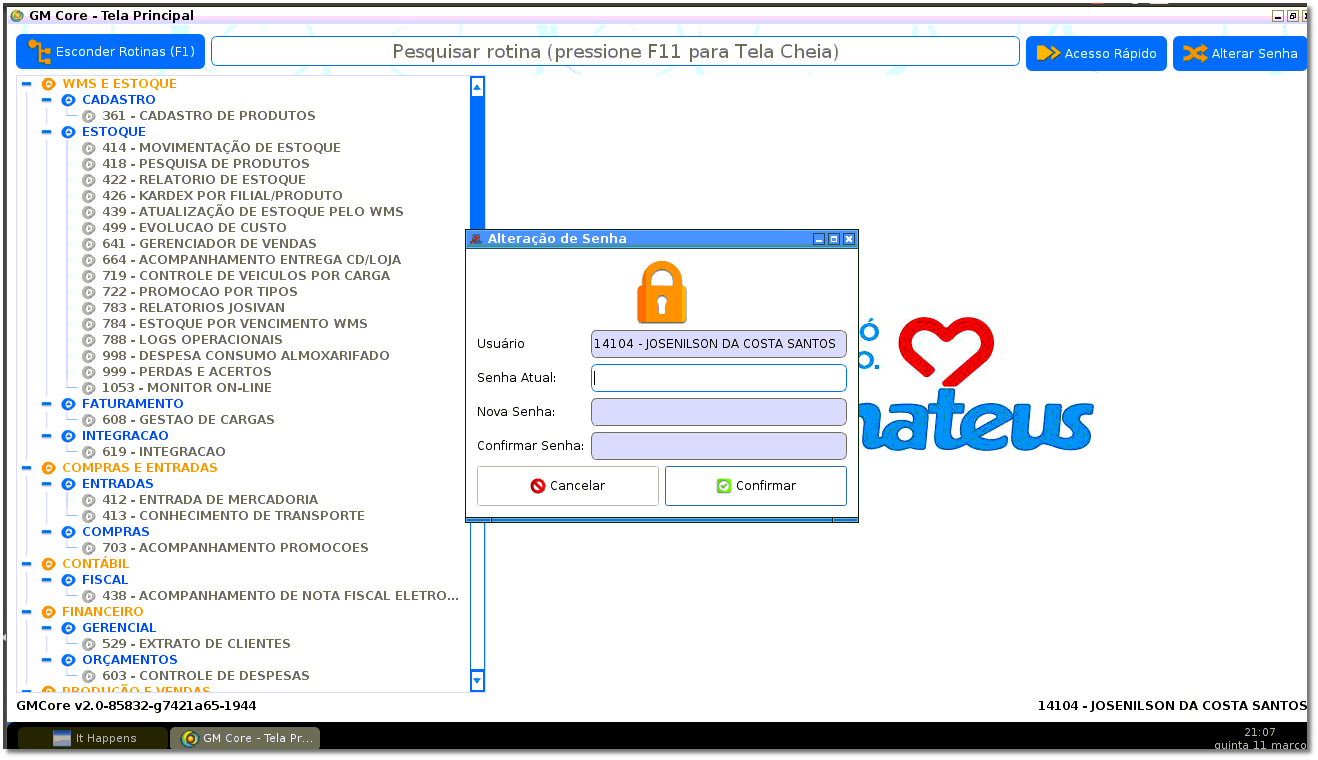 GM Core - Tela Principal
Esconder Rotinas (F1)
Pesquisar rotina (pressione F11 para Tela Cheia)
Acesso Rápido
Alterar Senha
WMS E ESTOQUE
CADASTRO
361 - CADASTRO DE PRODUTOS
ESTOQUE
414 - MOVIMENTAÇÃO DE ESTOQUE
418 - PESQUISA DE PRODUTOS
422 - RELATORIO DE ESTOQUE
426 - KARDEX POR FILIAL/PRODUTO
439 - ATUALIZAÇÃO DE ESTOQUE PELO WMS
499 - EVOLUCAO DE CUSTO
641 - GERENCIADOR DE VENDAS
664 - ACOMPANHAMENTO ENTREGA CD/LOJA
719 - CONTROLE DE VEICULOS POR CARGA
722 - PROMOCAO POR TIPOS
783 - RELATORIOS JOSIVAN
784 - ESTOQUE POR VENCIMENTO WMS
788 - LOGS OPERACIONAIS
998 - DESPESA CONSUMO ALMOXARIFADO
999 - PERDAS E ACERTOS
1053 - MONITOR ON-LINE
FATURAMENTO
608 - GESTAO DE CARGAS
INTEGRACAO
619 - INTEGRACAO
COMPRAS E ENTRADAS
ENTRADAS
412 - ENTRADA DE MERCADORIA
413 - CONHECIMENTO DE TRANSPORTE
COMPRAS
703 - ACOMPANHAMENTO PROMOCOES
CONTÁBIL
FISCAL
438 - ACOMPANHAMENTO DE NOTA FISCAL ELETRO...
FINANCEIRO
GERENCIAL
529 - EXTRATO DE CLIENTES
ORÇAMENTOS
603 - CONTROLE DE DESPESAS
PRODUÇÃO E VENDAS
Alteração de Senha
Usuário
14104 - JOSENILSON DA COSTA SANTOS
Senha Atual:
Nova Senha:
Confirmar Senha:
Cancelar
Confirmar
ó
o.
mateus
GMCore v2.0-85832-g7421a65-1944
14104 - JOSENILSON DA COSTA SANTOS
It Happens
GM Core - Tela Pr...
21:07
quinta 11 março